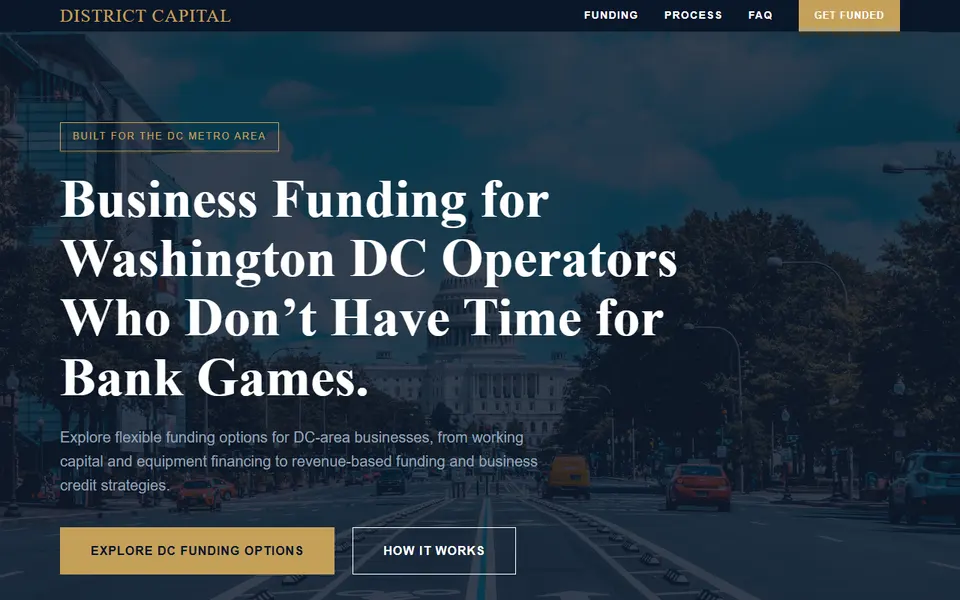 DISTRICT CAPITAL
FUNDING
PROCESS
FAQ
GET FUNDED
BUILT FOR THE DC METRO AREA
Business Funding for
Washington DC Operators
Who Don’t Have Time for
Bank Games.
Explore flexible funding options for DC-area businesses, from working
capital and equipment financing to revenue-based funding and business
credit strategies.
EXPLORE DC FUNDING OPTIONS
HOW IT WORKS